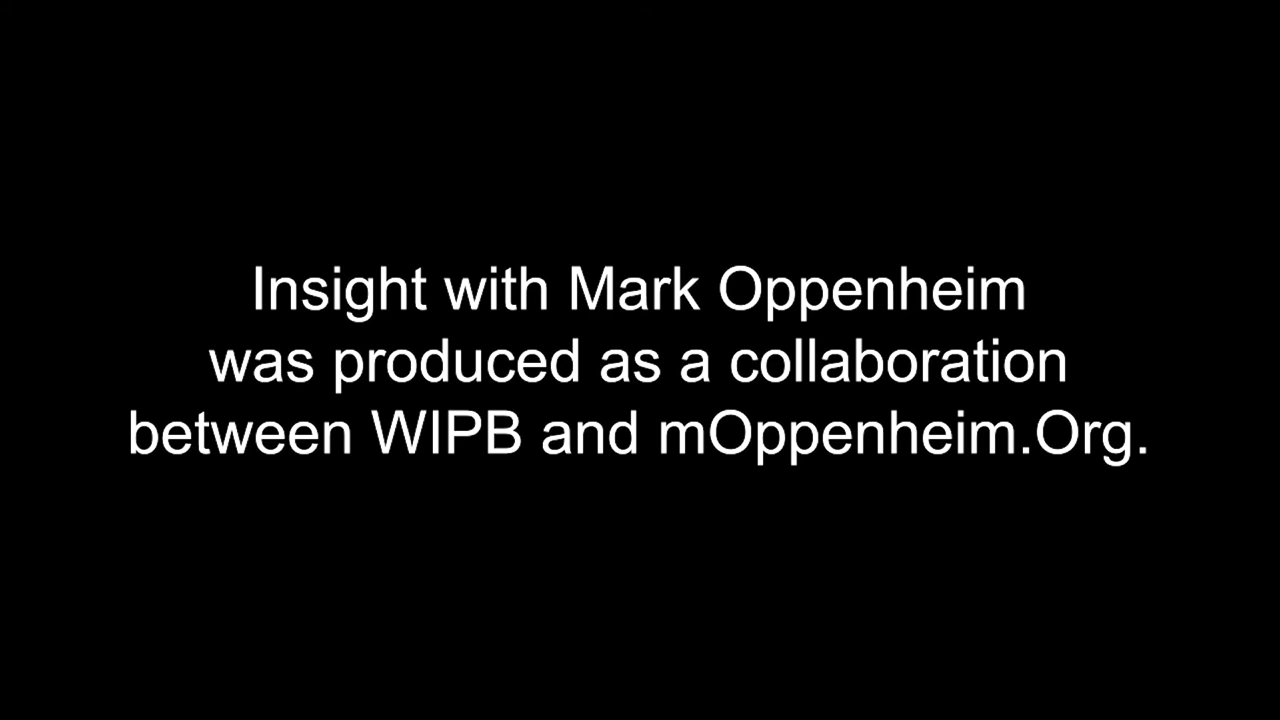 Insight with Mark Oppenheim
was produced as a collaboration
between WIPB and mOppenheim.Org.